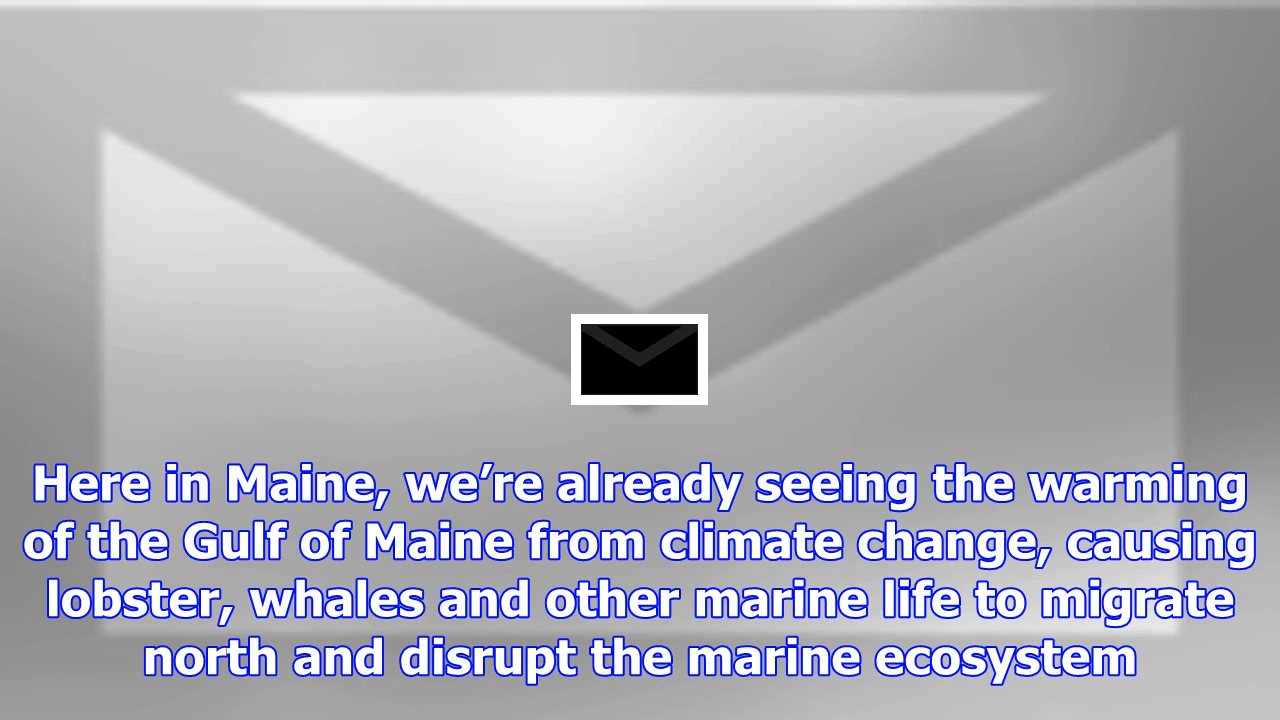 Here in Maine, we’re already seeing the warming
of the Gulf of Maine from climate change, causing
lobster, whales and other marine life to migrate
north and disrupt the marine ecosystem